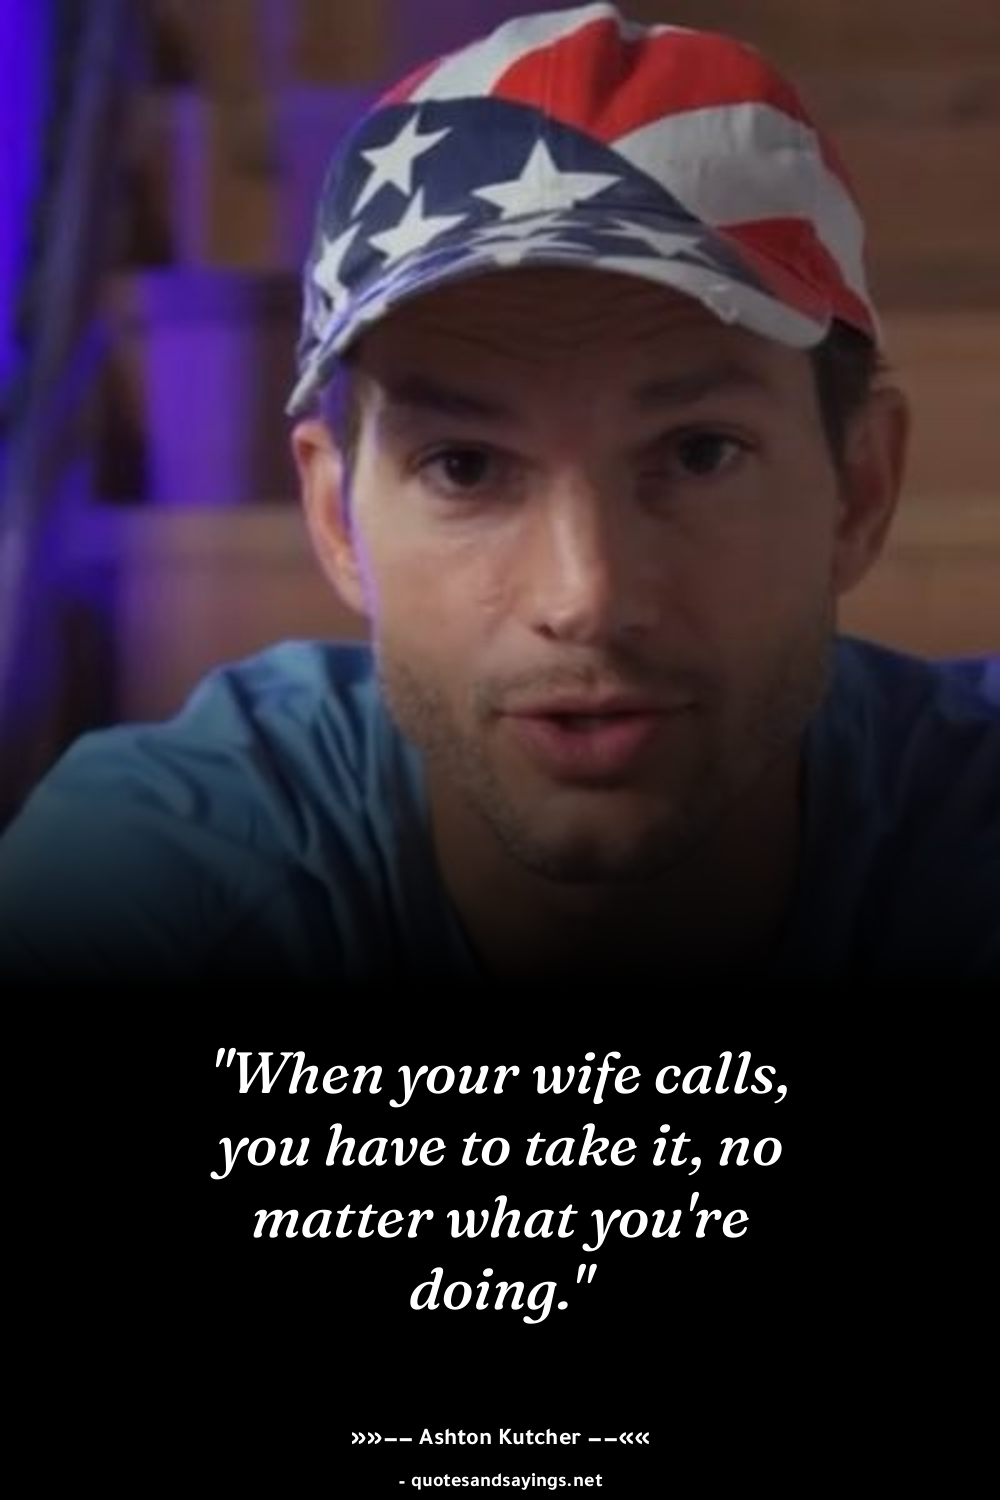 "When your wife calls,
you have to take it, no
matter what you're
doing."
»»–– Ashton Kutcher ––««
- quotesandsayings.net